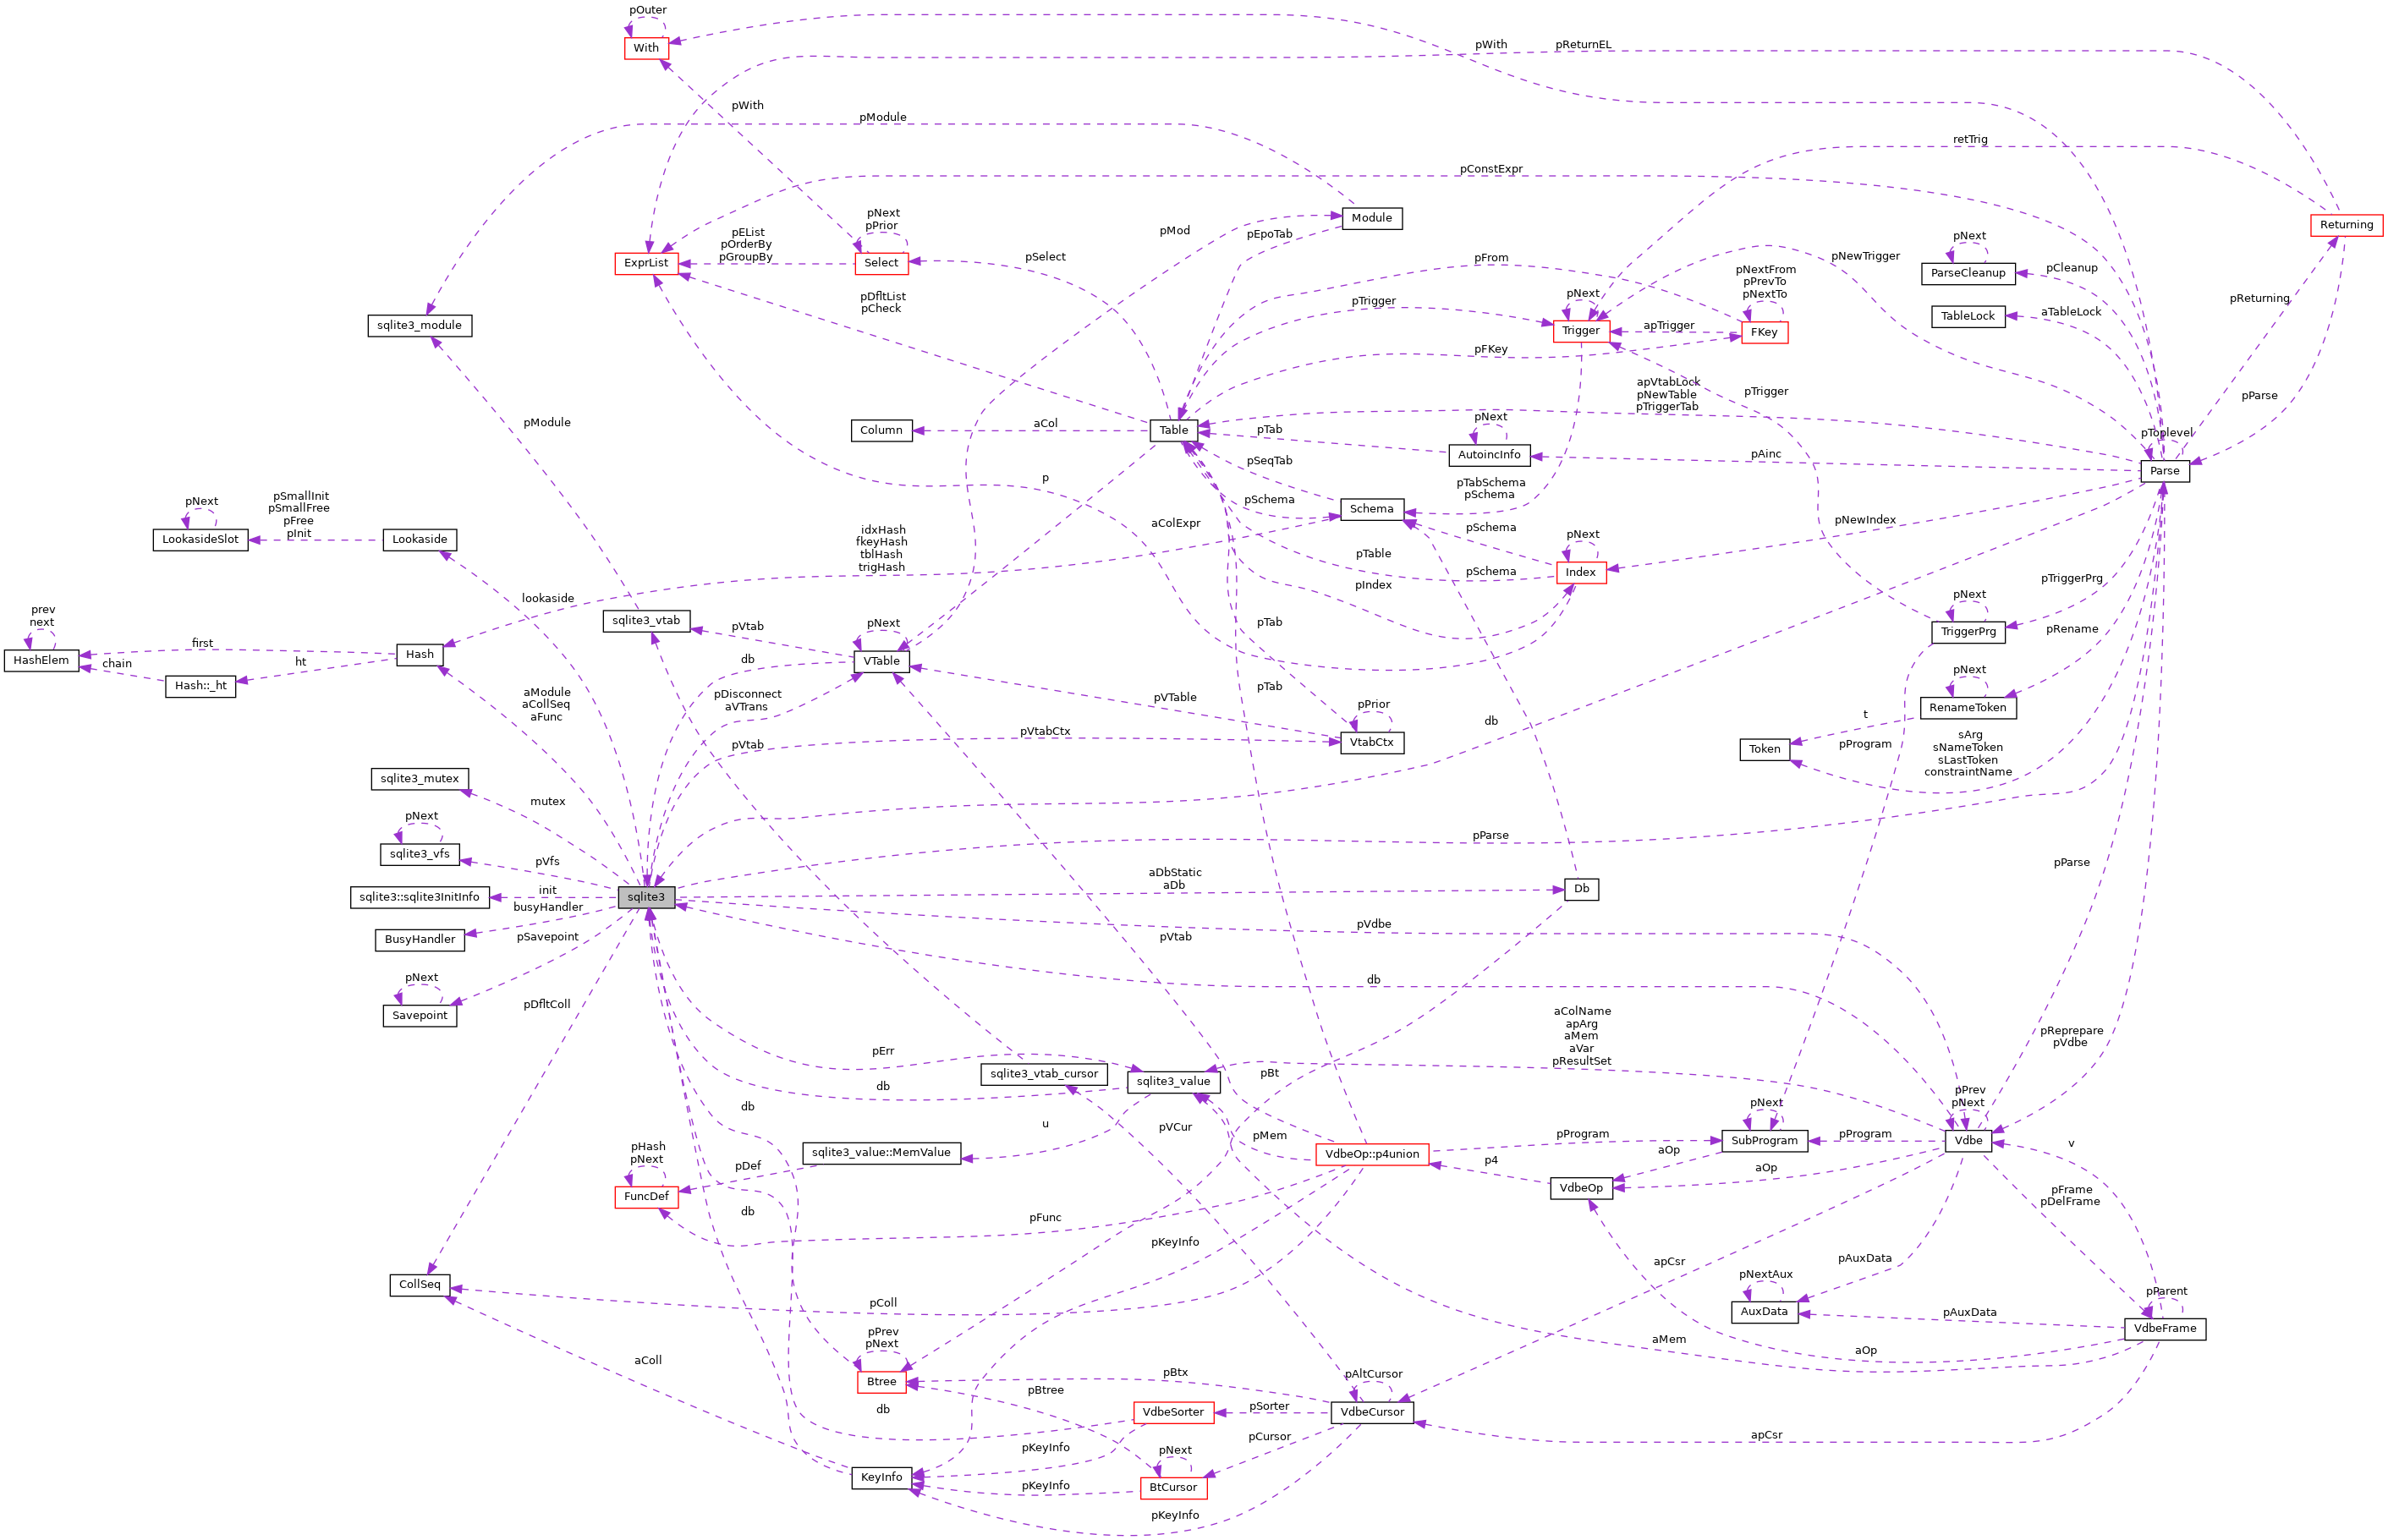 pOuter
With
pWith
pReturnEL
pWith
pModule
retTrig
pConstExpr
Module
Returning
pNext
pPrior
pMod
pEpoTab
pNewTrigger
pNext
pEList
pOrderBy
pGroupBy
ExprList
Select
pSelect
pFrom
pNextFrom
pPrevTo
pNextTo
ParseCleanup
pCleanup
pReturning
pDfltList
pCheck
pTrigger
pNext
Trigger
apTrigger
FKey
TableLock
aTableLock
sqlite3_module
pFKey
pTrigger
pParse
apVtabLock
pNewTable
pTriggerTab
pModule
Column
aCol
Table
pTab
pNext
AutoincInfo
pAinc
pToplevel
Parse
p
pSeqTab
pTabSchema
pSchema
pNext
pSmallInit
pSmallFree
pFree
pInit
LookasideSlot
Lookaside
idxHash
fkeyHash
tblHash
trigHash
aColExpr
pSchema
Schema
pSchema
pNewIndex
pTable
pNext
pSchema
Index
pIndex
pTriggerPrg
lookaside
pNext
prev
next
HashElem
first
chain
Hash
ht
Hash::_ht
sqlite3_vtab
pVtab
pNext
VTable
db
pTab
TriggerPrg
pRename
pNext
RenameToken
aModule
aCollSeq
aFunc
pDisconnect
aVTrans
pVTable
pTab
pPrior
VtabCtx
pVtab
pVtabCtx
db
t
Token
pProgram
sArg
sNameToken
sLastToken
constraintName
sqlite3_mutex
mutex
pNext
sqlite3_vfs
pVfs
pParse
pParse
sqlite3::sqlite3InitInfo
init
sqlite3
aDbStatic
aDb
Db
busyHandler
BusyHandler
pVdbe
pSavepoint
pVtab
pNext
Savepoint
pDfltColl
db
aColName
apArg
aMem
aVar
pResultSet
pReprepare
pVdbe
pErr
sqlite3_vtab_cursor
sqlite3_value
pBt
db
db
pPrev
pNext
Vdbe
pNext
SubProgram
pProgram
u
pVCur
pMem
VdbeOp::p4union
pProgram
v
sqlite3_value::MemValue
pHash
pNext
FuncDef
pDef
aOp
aOp
p4
VdbeOp
pFrame
pDelFrame
db
pFunc
pKeyInfo
apCsr
pAuxData
pNextAux
AuxData
CollSeq
pColl
pAuxData
pParent
VdbeFrame
aMem
aOp
aColl
pPrev
pNext
Btree
pBtx
pAltCursor
VdbeCursor
pBtree
pSorter
VdbeSorter
db
pCursor
apCsr
pKeyInfo
pNext
BtCursor
KeyInfo
pKeyInfo
pKeyInfo